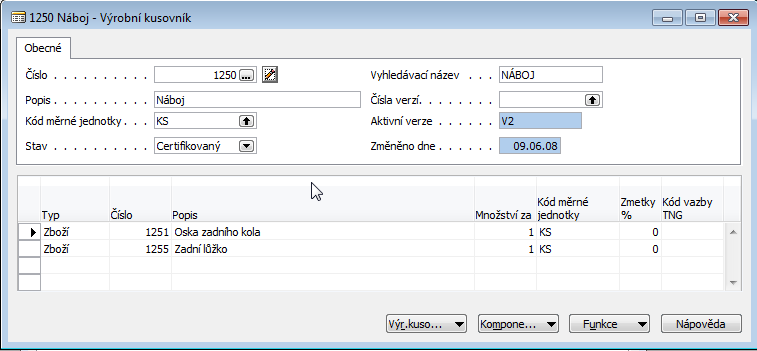 1250 Náboj - Výrobní kusovník
Obecné
Číslo . . . . . . . . . . 1250 ... Vyhledávací název . . . NÁBOJ
Popis . . . . . . . . . . Náboj Čísla verzí. . . . . . . .
Kód měrné jednotky . . . KS Aktivní verze . . . . . . V2
Stav . . . . . . . . . . Certifikovaný Změněno dne . . . . . . 09.06.08
Typ Číslo Popis Množství za Kód měrné jednotky Zmetky % Kód vazby TNG
Zboží 1251 Oska zadního kola 1 KS 0
Zboží 1255 Zadní lůžko 1 KS 0
Výr.kuso... Kompone... Funkce Nápověda